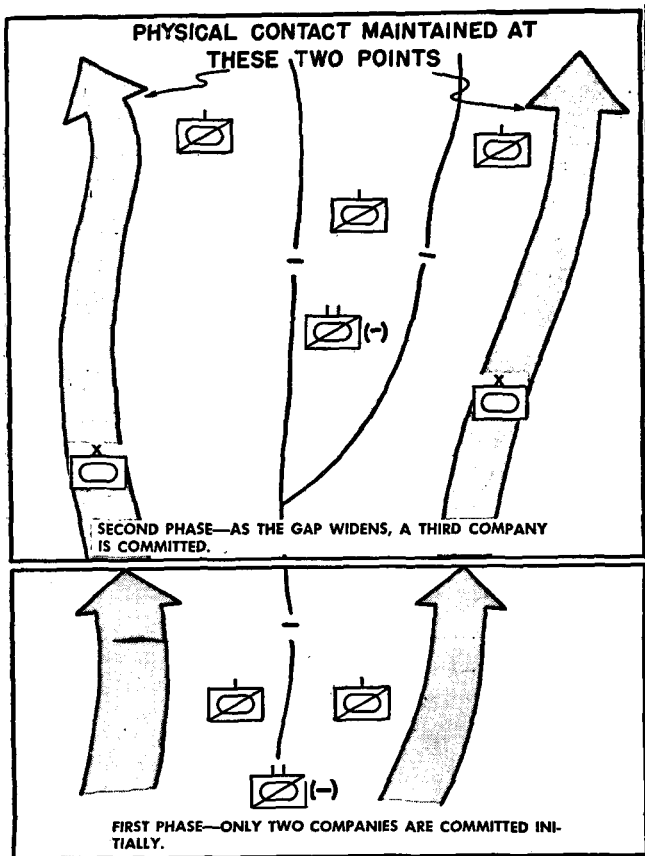 PHYSICAL CONTACT MAINTAINED AT
THESE TWO POINTS
(-)
X
X
SECOND PHASE—AS THE GAP WIDENS, A THIRD COMPANY
IS COMMITTED.
(-)
FIRST PHASE—ONLY TWO COMPANIES ARE COMMITTED INI-
TIALLY.